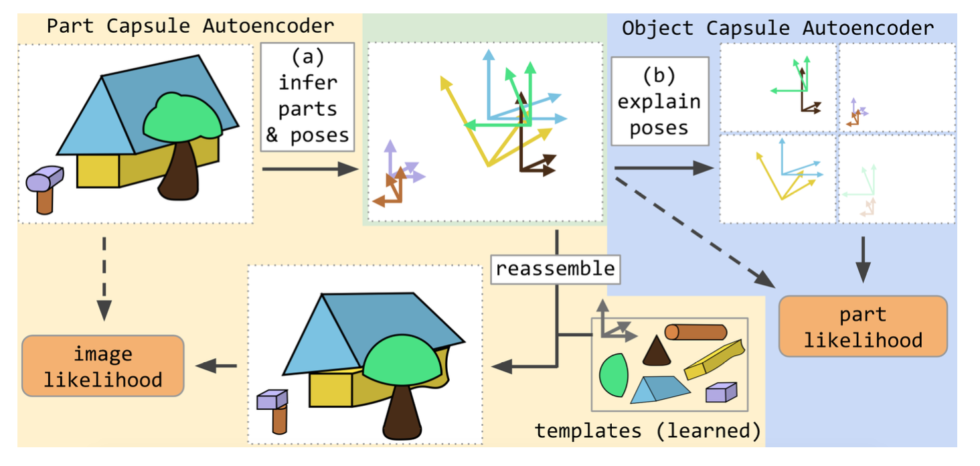 Part Capsule Autoencoder
Object Capsule Autoencoder
(a)
infer
parts
& poses
(b)
explain
poses
reassemble
image
likelihood
part
likelihood
templates (learned)